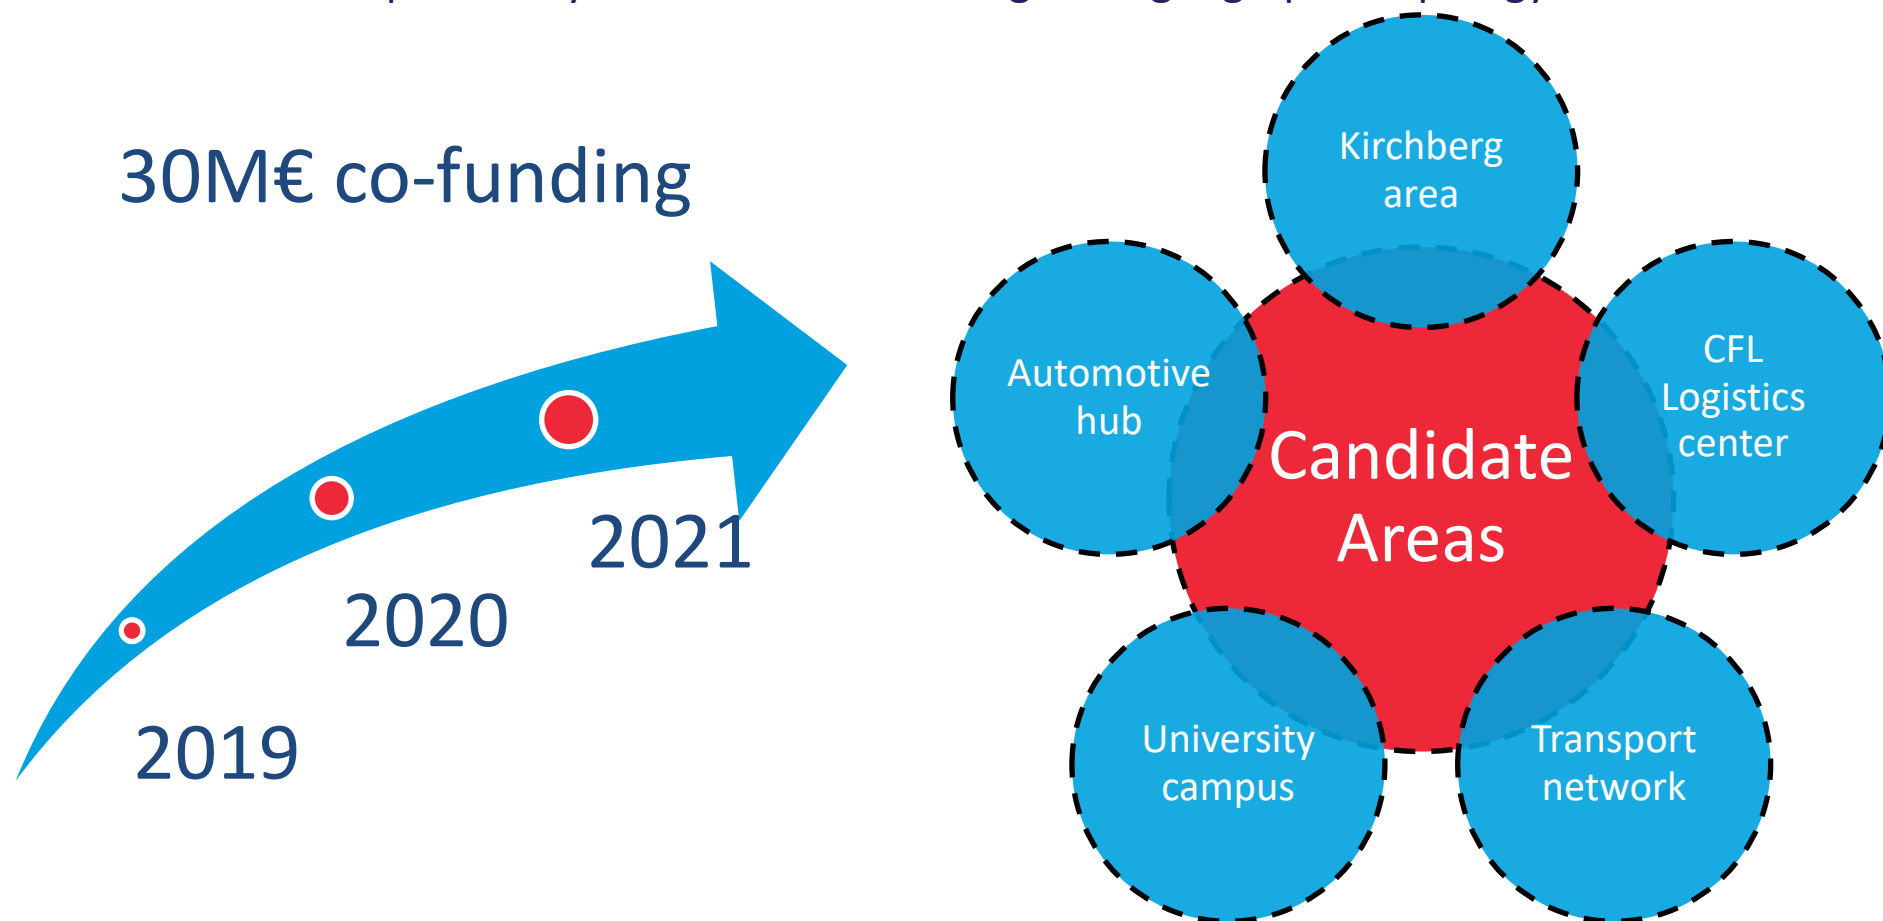 30M€ co-funding
2019
2020
2021
Kirchberg
area
Automotive
hub
CFL
Logistics
center
Candidate
Areas
University
campus
Transport
network